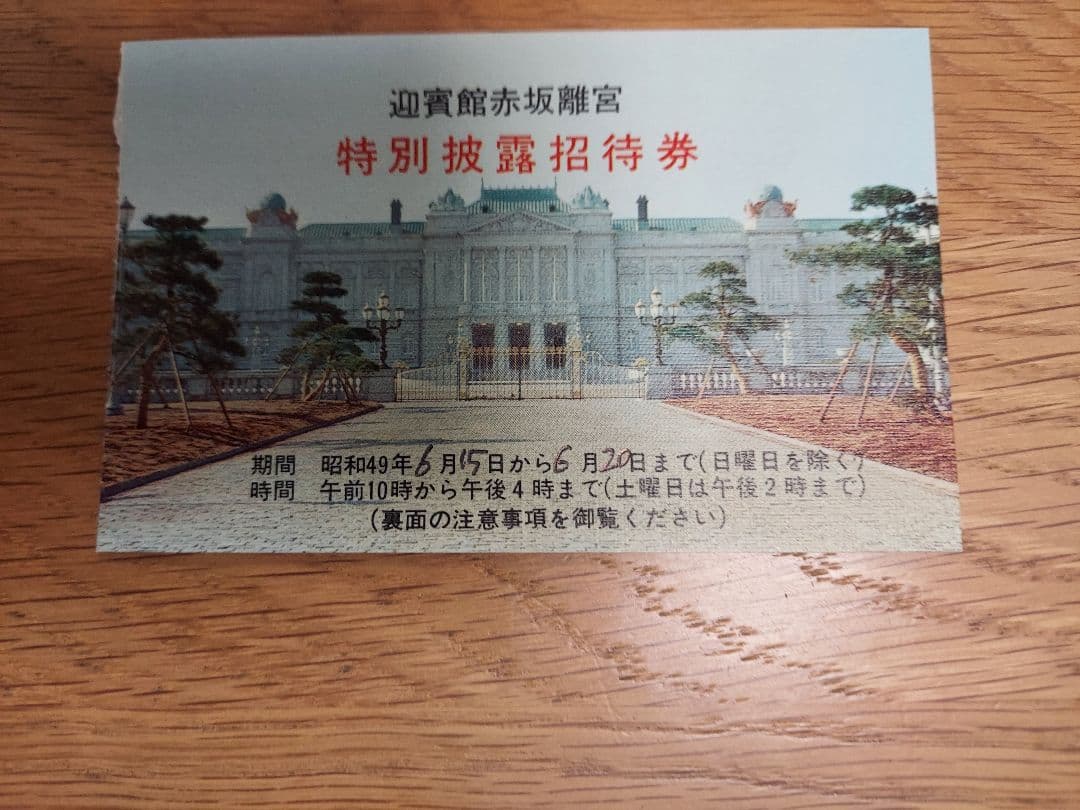 迎賓館赤坂離宮
特別披露招待券
期間 昭和49年6月15日から6月20日まで(日曜日を除く)
時間 午前10時から午後4時まで(土曜日は午後2時まで)
(裏面の注意事項を御覧ください)